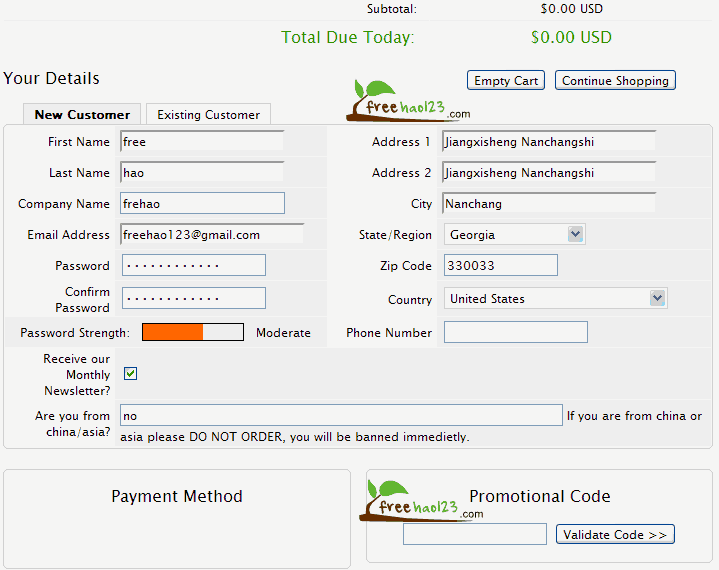 Subtotal: $0.00 USD
Total Due Today: $0.00 USD
Your Details
Empty Cart Continue Shopping
freehao123.com
New Customer Existing Customer
First Name free Address 1 Jiangxisheng Nanchangshi
Last Name hao Address 2 Jiangxisheng Nanchangshi
Company Name frehao City Nanchang
Email Address freehao123@gmail.com State/Region Georgia
Password •••••••••••• Zip Code 330033
Confirm
Password •••••••••••• Country United States
Password Strength: Moderate Phone Number
Receive our
Monthly
Newsletter?
Are you from
china/asia? no If you are from china or
asia please DO NOT ORDER, you will be banned immedietly.
Payment Method Promotional Code
freehao123.com
Validate Code >>